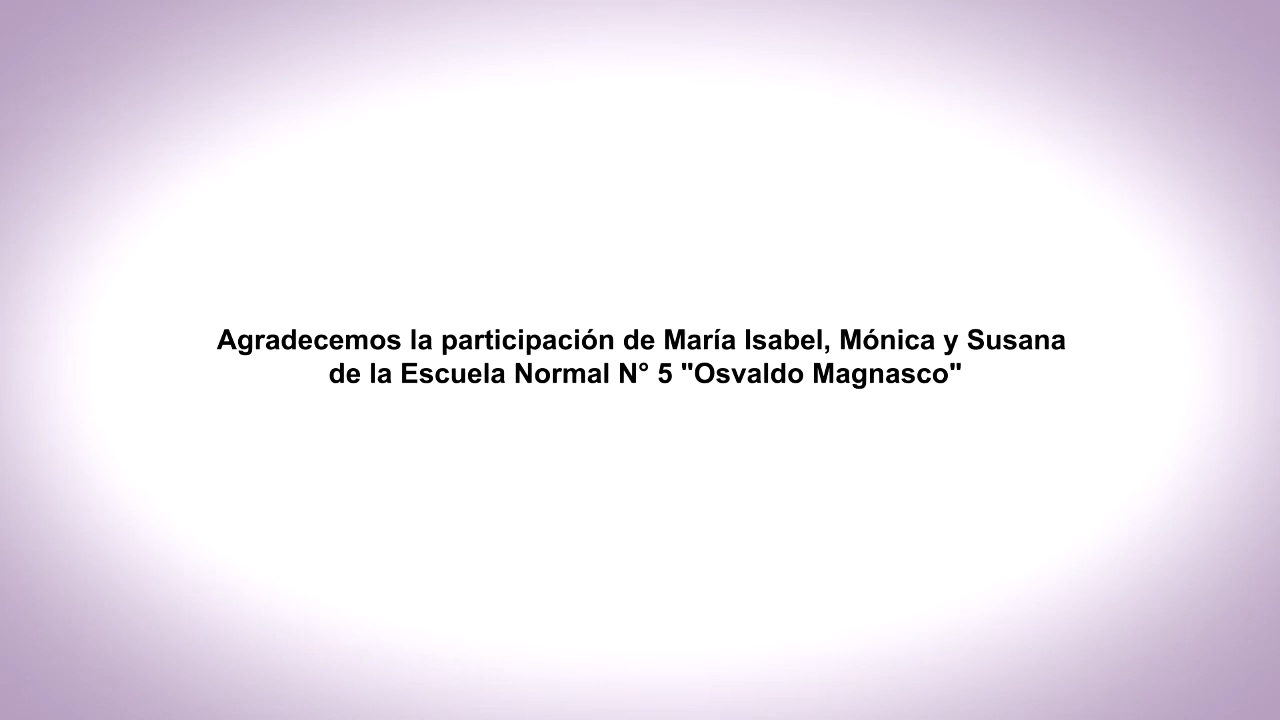 Agradecemos la participación de María Isabel, Mónica y Susana
de la Escuela Normal N° 5 "Osvaldo Magnasco"